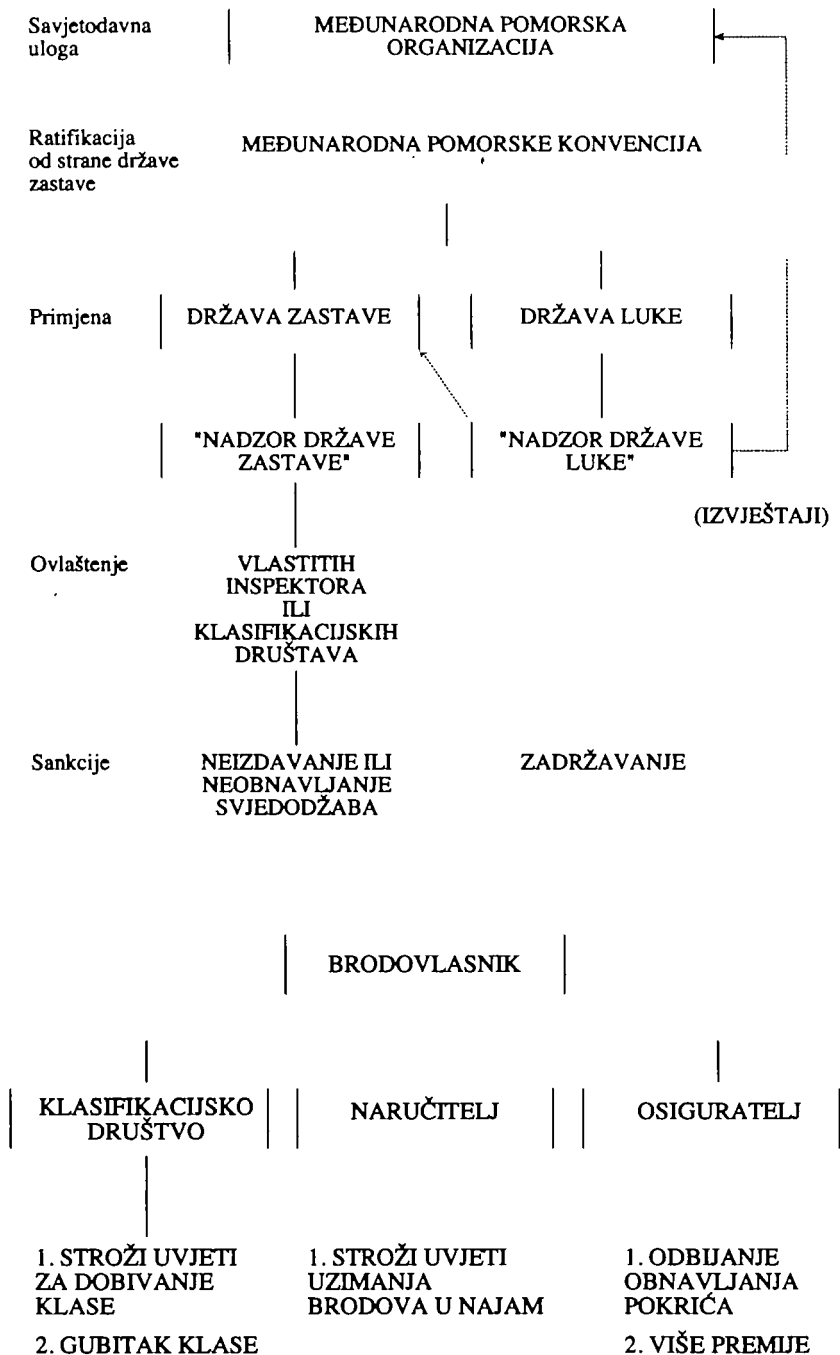 Savjetodavna
uloga
MEĐUNARODNA POMORSKA
ORGANIZACIJA
Ratifikacija
od strane države
zastave
MEĐUNARODNA POMORSKE KONVENCIJA
Primjena
DRŽAVA ZASTAVE
DRŽAVA LUKE
"NADZOR DRŽAVE
ZASTAVE"
"NADZOR DRŽAVE
LUKE"
(IZVJEŠTAJI)
Ovlaštenje
VLASTITIH
INSPEKTORA
ILI
KLASIFIKACIJSKIH
DRUŠTAVA
Sankcije
NEIZDAVANJE ILI
NEOBNAVLJANJE
SVJEDODŽABA
ZADRŽAVANJE
BRODOVLASNIK
KLASIFIKACIJSKO
DRUŠTVO
NARUČITELJ
OSIGURATELJ
1. STROŽI UVJETI
ZA DOBIVANJE
KLASE
2. GUBITAK KLASE
1. STROŽI UVJETI
UZIMANJA
BRODOVA U NAJAM
1. ODBIJANJE
OBNAVLJANJA
POKRIĆA
2. VIŠE PREMIJE